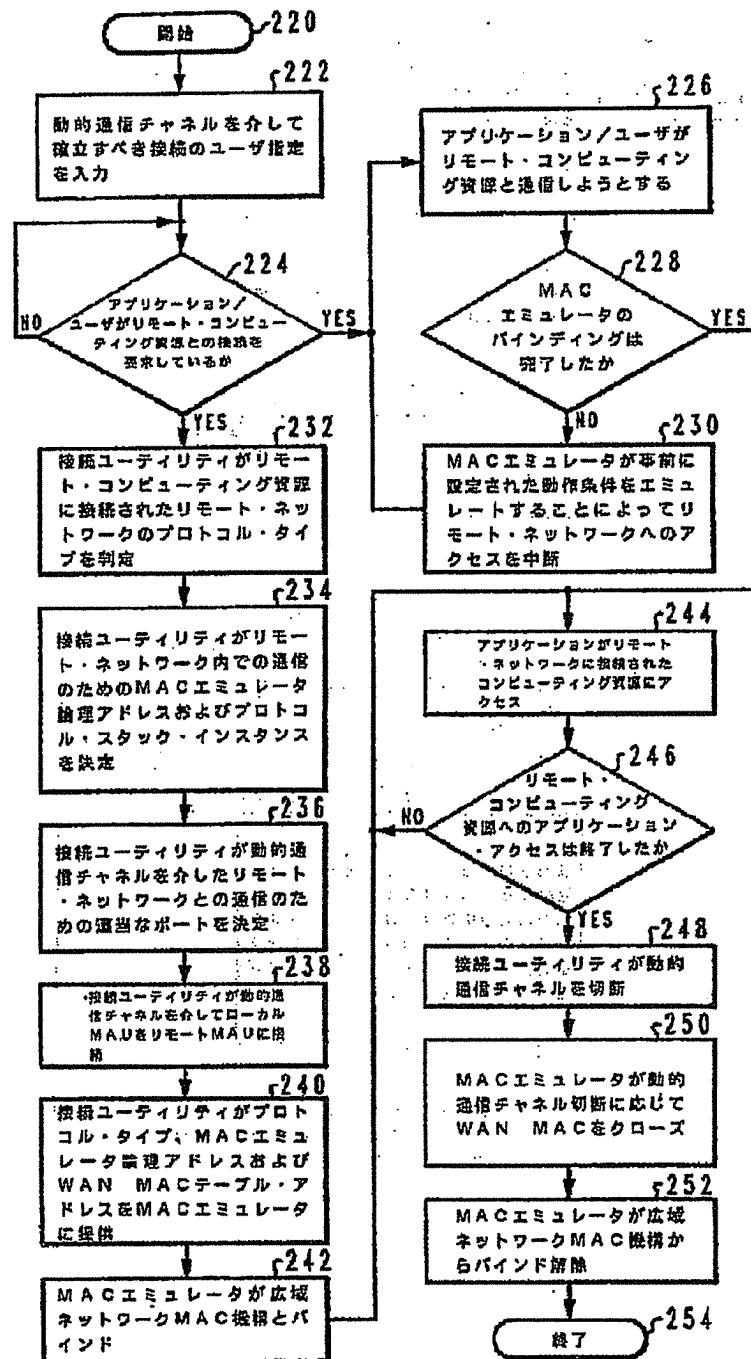 開始
220
222
動的通信チャネルを介して
確立すべき接続のユーザ指定
を入力
224
アプリケーション/
ユーザがリモート・コンピュー
ティング資源との接続を
要求しているか
NO
YES
YES
232
接続ユーティリティがリモー
ト・コンピューティング資源
に接続されたリモート・ネッ
トワークのプロトコル・タイ
プを判定
234
接続ユーティリティがリモー
ト・ネットワーク内での通信
のためのMACエミュレータ
論理アドレスおよびプロトコ
ル・スタック・インスタンス
を決定
236
接続ユーティリティが動的通
信チャネルを介したリモート
・ネットワークとの通信のた
めの適当なポートを決定
238
接続ユーティリティが動的通
信チャネルを介してローカル
MAUをリモートMAUに接
続
240
接続ユーティリティがプロト
コル・タイプ、MACエミュ
レータ論理アドレスおよび
WAN MACテーブル・ア
ドレスをMACエミュレータ
に提供
242
MACエミュレータが広域
ネットワークMAC機構とバ
インド
226
アプリケーション/ユーザが
リモート・コンピューティン
グ資源と通信しようとする
228
MAC
エミュレータの
バインディングは
完了したか
YES
NO
230
MACエミュレータが事前に
設定された動作条件をエミュ
レートすることによってリ
モート・ネットワークへのア
クセスを中断
244
アプリケーションがリモート
・ネットワークに接続された
コンピューティング資源にア
クセス
246
リモート・
コンピューティング
資源へのアプリケーション
・アクセスは終了したか
NO
YES
248
接続ユーティリティが動的
通信チャネルを切断
250
MACエミュレータが動的
通信チャネル切断に応じて
WAN MACをクローズ
252
MACエミュレータが広域
ネットワークMAC機構か
らバインド解除
254
終了